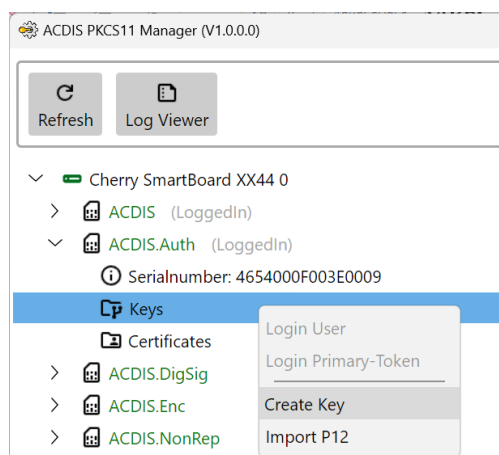 ACDIS PKCS11 Manager (V1.0.0.0)
Refresh
Log Viewer
Cherry SmartBoard XX44 0
ACDIS (LoggedIn)
ACDIS.Auth (LoggedIn)
Serialnumber: 4654000F003E0009
Keys
Login User
Certificates
Login Primary-Token
ACDIS.DigSig
Create Key
ACDIS.Enc
Import P12
ACDIS.NonRep